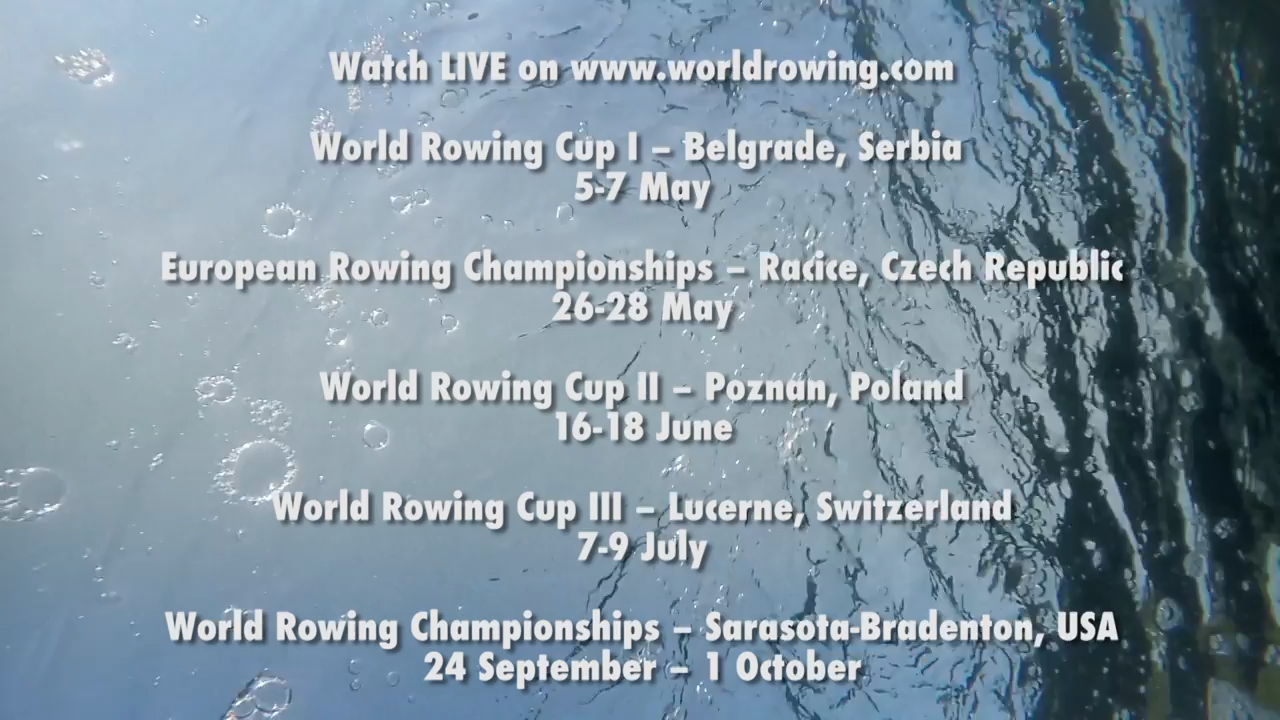 Watch LIVE on www.worldrowing.com
World Rowing Cup I – Belgrade, Serbia
5-7 May
European Rowing Championships – Racice, Czech Republic
26-28 May
World Rowing Cup II – Poznan, Poland
16-18 June
World Rowing Cup III – Lucerne, Switzerland
7-9 July
World Rowing Championships – Sarasota-Bradenton, USA
24 September – 1 October